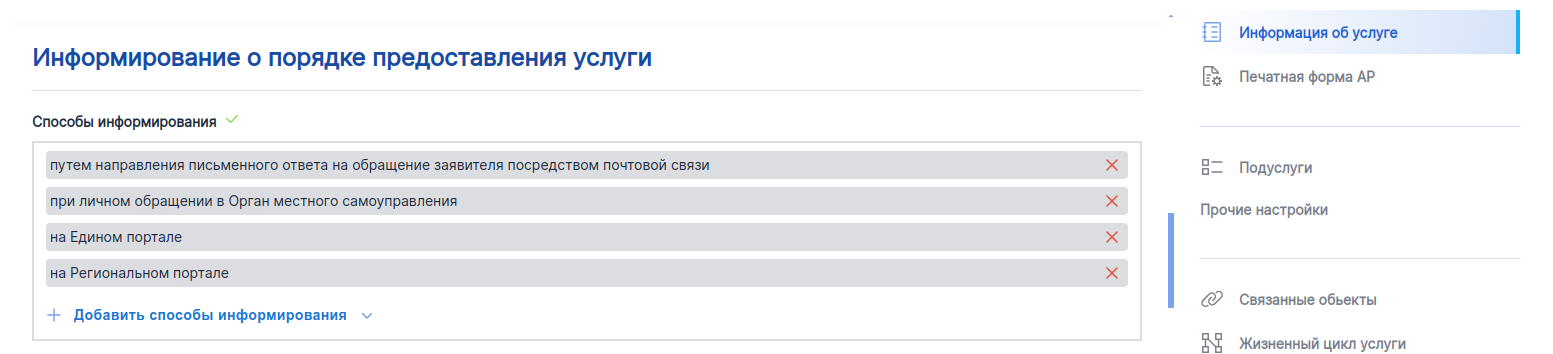 Информирование о порядке предоставления услуги
Способы информирования
путем направления письменного ответа на обращение заявителя посредством почтовой связи
при личном обращении в Орган местного самоуправления
на Едином портале
на Региональном портале
Добавить способы информирования
Информация об услуге
Печатная форма АР
Подуслуги
Прочие настройки
Связанные обьекты
Жизненный цикл услуги